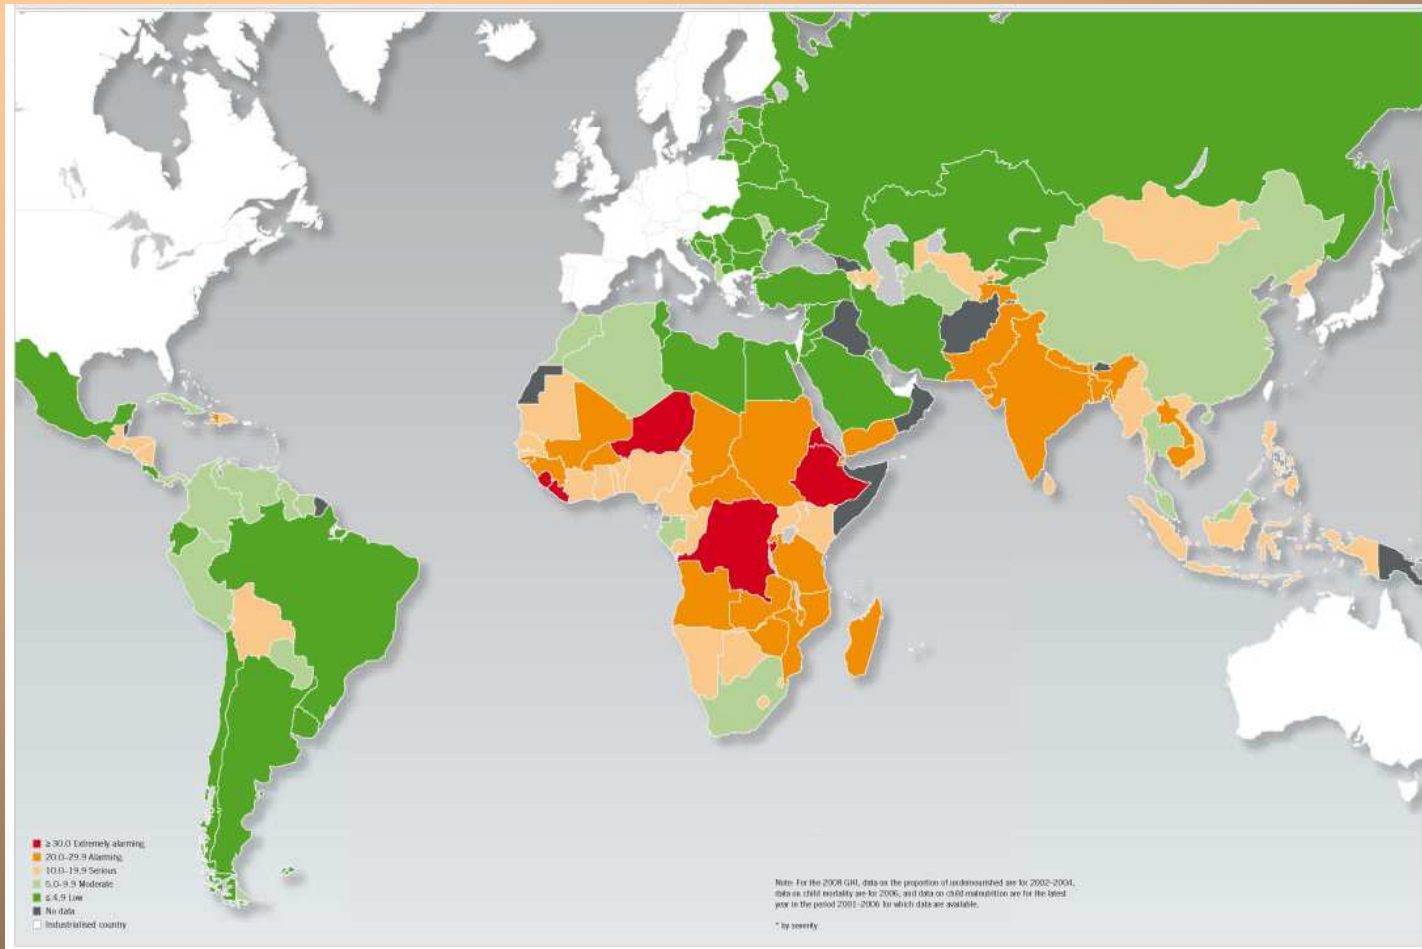 ≥ 30.0 Extremely alarming
20.0–29.9 Alarming
10.0–19.9 Serious
5.0–9.9 Moderate
≤ 4.9 Low
No data
Industrialised country
Note: For the 2008 GHI, data on the proportion of undernourished are for 2002–2004,
data on child mortality are for 2006, and data on child malnutrition are for the latest
year in the period 2001–2006 for which data are available.
* by severity